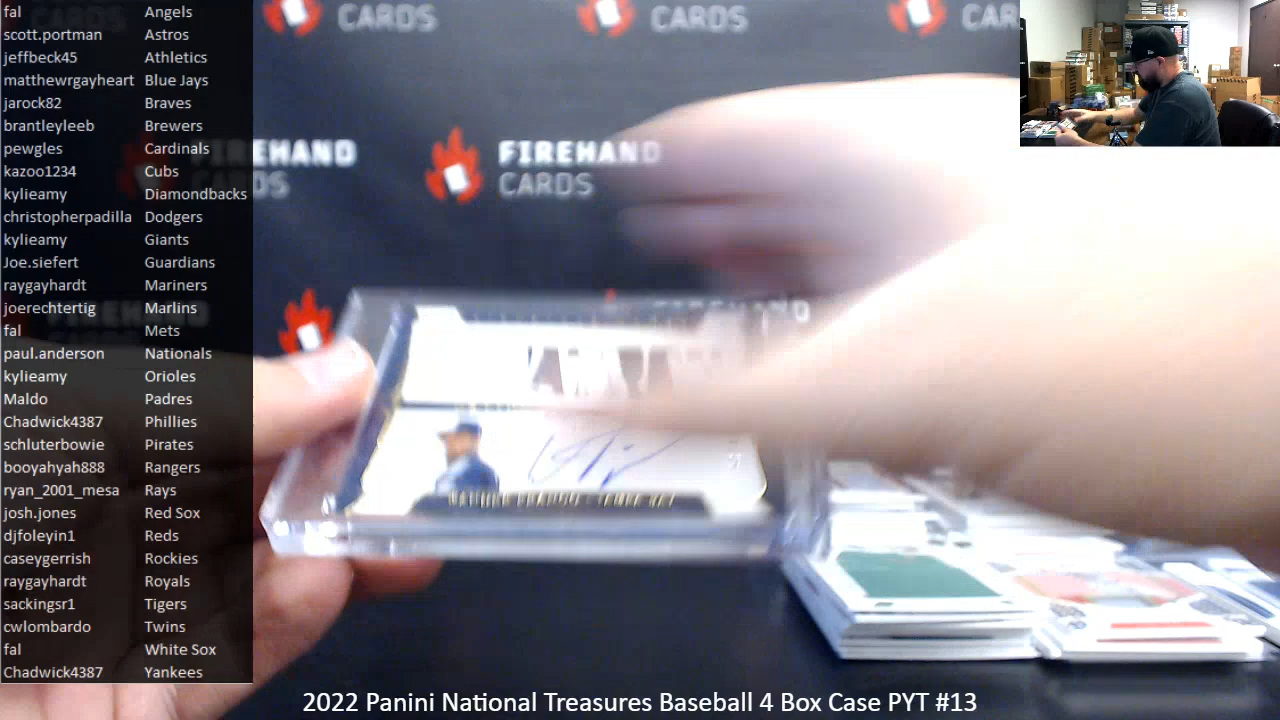 fal Angels
scott.portman Astros
jeffbeck45 Athletics
matthewrgayheart Blue Jays
jarock82 Braves
brantleyleeb Brewers
pewgles Cardinals
kazoo1234 Cubs
kylieamy Diamondbacks
christopherpadilla Dodgers
kylieamy Giants
Joe.siefert Guardians
raygayhardt Mariners
joerechtertig Marlins
fal Mets
paul.anderson Nationals
kylieamy Orioles
Maldo Padres
Chadwick4387 Phillies
schluterbowie Pirates
booyahyah888 Rangers
ryan_2001_mesa Rays
josh.jones Red Sox
djfoleyin1 Reds
caseygerrish Rockies
raygayhardt Royals
sackingsr1 Tigers
cwlombardo Twins
fal White Sox
Chadwick4387 Yankees
CARDS
CARDS
CAR
EHAND
DS
FIREHAND
CARDS
2022 Panini National Treasures Baseball 4 Box Case PYT #13